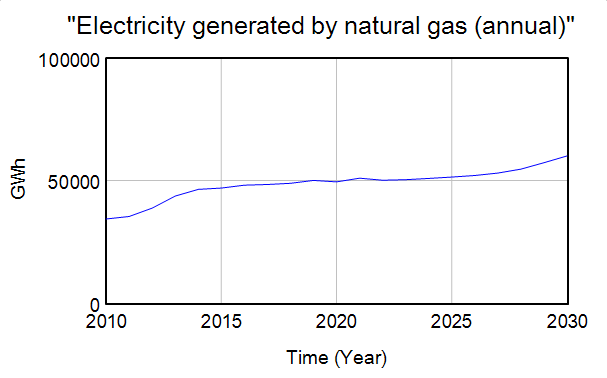 "Electricity generated by natural gas (annual)"
100000
GWh
50000
0
2010 2015 2020 2025 2030
Time (Year)